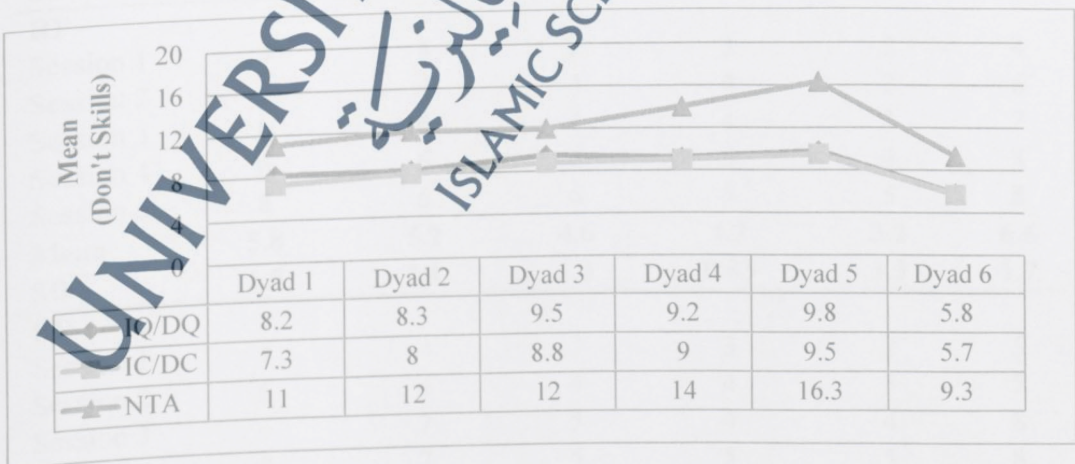 20
16
12
8
4
0
Mean
(Don"t Skills)
Dyad 1 Dyad 2 Dyad 3 Dyad 4 Dyad 5 Dyad 6
IQ/DQ 8.2 8.3 9.5 9.2 9.8 5.8
IC/DC 7.3 8 8.8 9 9.5 5.7
NTA 11 12 12 14 16.3 9.3
UNIVERSI
ISLAMIC SC